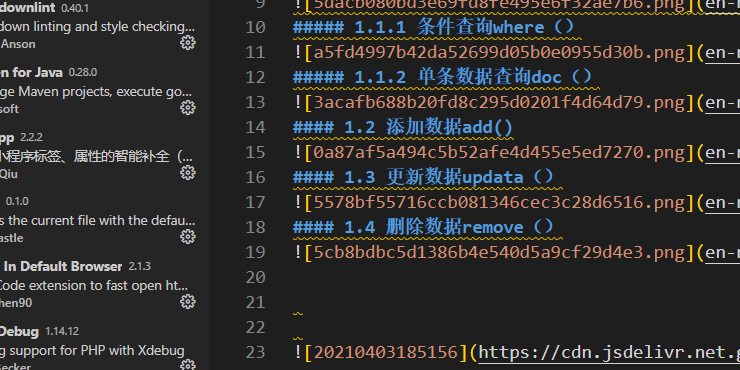 downlint 0.40.1
down linting and style checking...
Anson
en for Java 0.28.0
ge Maven projects, execute go...
soft
pp 2.2.2
小程序标签、属性的智能补全（...
Qiu
0.1.0
s the current file with the defau...
astle
In Default Browser 2.1.3
Code extension to fast open ht...
hen90
Debug 1.14.12
g support for PHP with Xdebug
Becker
9 ![5dacb080bd3e69fd8fe495e6f32ae7b6.png](en-r
10 ##### 1.1.1 条件查询where（）
11 ![a5fd4997b42da52699d05b0e0955d30b.png](en-r
12 ##### 1.1.2 单条数据查询doc（）
13 ![3acafb688b20fd8c295d0201f4d64d79.png](en-r
14 #### 1.2 添加数据add()
15 ![0a87af5a494c5b52afe4d455e5ed7270.png](en-r
16 #### 1.3 更新数据updata（）
17 ![5578bf55716ccb081346cec3c28d6516.png](en-r
18 #### 1.4 删除数据remove（）
19 ![5cb8bdbc5d1386b4e540d5a9cf29d4e3.png](en-r
20
21
22
23 ![20210403185156](https://cdn.jsdelivr.net.g